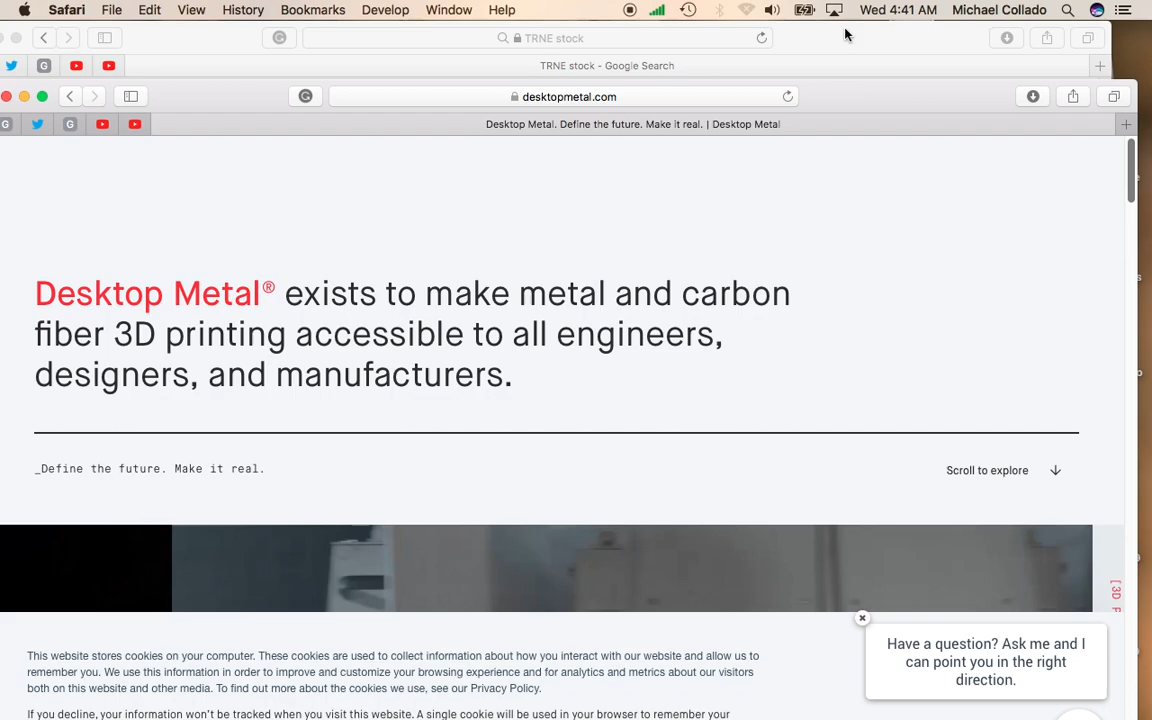 Safari File Edit View History Bookmarks Develop Window Help Wed 4:41 AM Michael Collado
TRNE stock
TRNE stock - Google Search
desktopmetal.com
Desktop Metal. Define the future. Make it real. | Desktop Metal
Desktop Metal® exists to make metal and carbon
fiber 3D printing accessible to all engineers,
designers, and manufacturers.
_Define the future. Make it real.
Scroll to explore
[3D
This website stores cookies on your computer. These cookies are used to collect information about how you interact with our website and allow us to
remember you. We use this information in order to improve and customize your browsing experience and for analytics and metrics about our visitors
both on this website and other media. To find out more about the cookies we use, see our Privacy Policy.
If you decline, your information won't be tracked when you visit this website. A single cookie will be used in your browser to remember your
Have a question? Ask me and I
can point you in the right
direction.